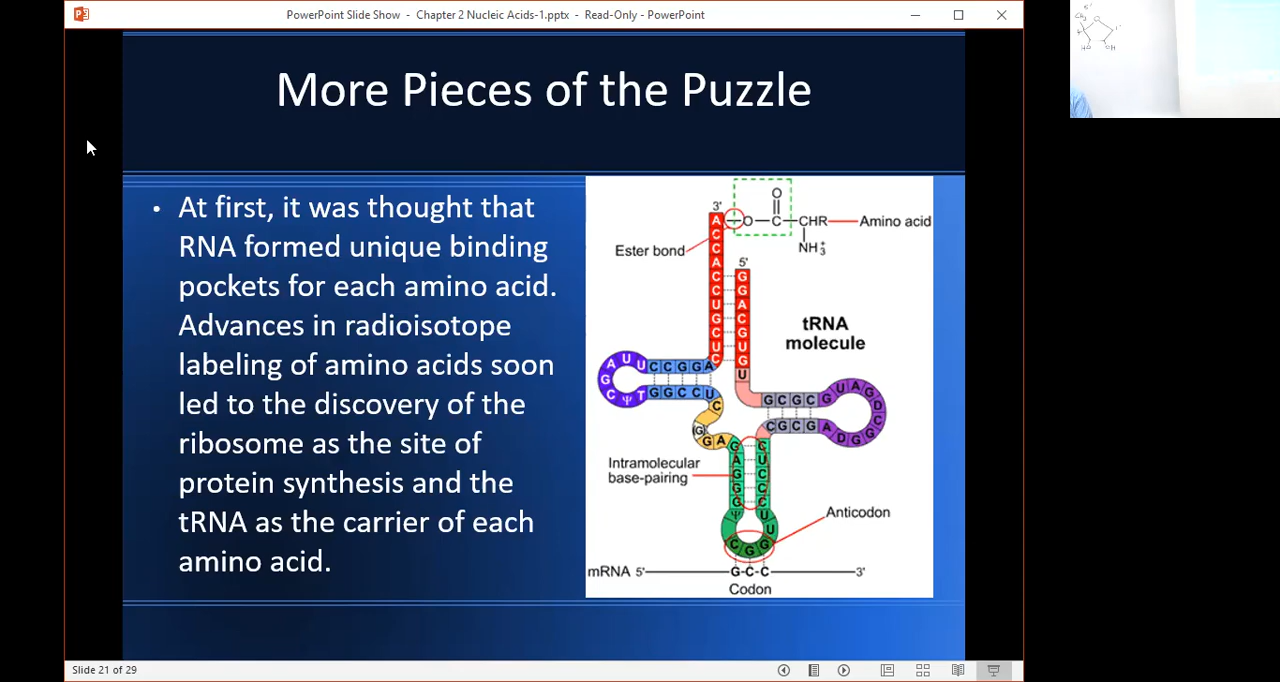 PowerPoint Slide Show - Chapter 2 Nucleic Acids-1.pptx - Read-Only - PowerPoint
More Pieces of the Puzzle
• At first, it was thought that
RNA formed unique binding
pockets for each amino acid.
Advances in radioisotope
labeling of amino acids soon
led to the discovery of the
ribosome as the site of
protein synthesis and the
tRNA as the carrier of each
amino acid.
3'
O
O C CHR Amino acid
NH3+
Ester bond
5'
A
C
C
A
C
C
U
G
C
U
C
G
G
A
C
G
U
G
U
tRNA
molecule
G A U U C C G G A
G C Ψ T G G C C U
C
G
G A
G C G C G U A G D C
C G C G A D G G
G
A
G
G
G
Ψ
C
U
C
C
C
U
U
Intramolecular
base-pairing
C G G
Anticodon
mRNA 5' G-C-C 3'
Codon
HO OH
Slide 21 of 29